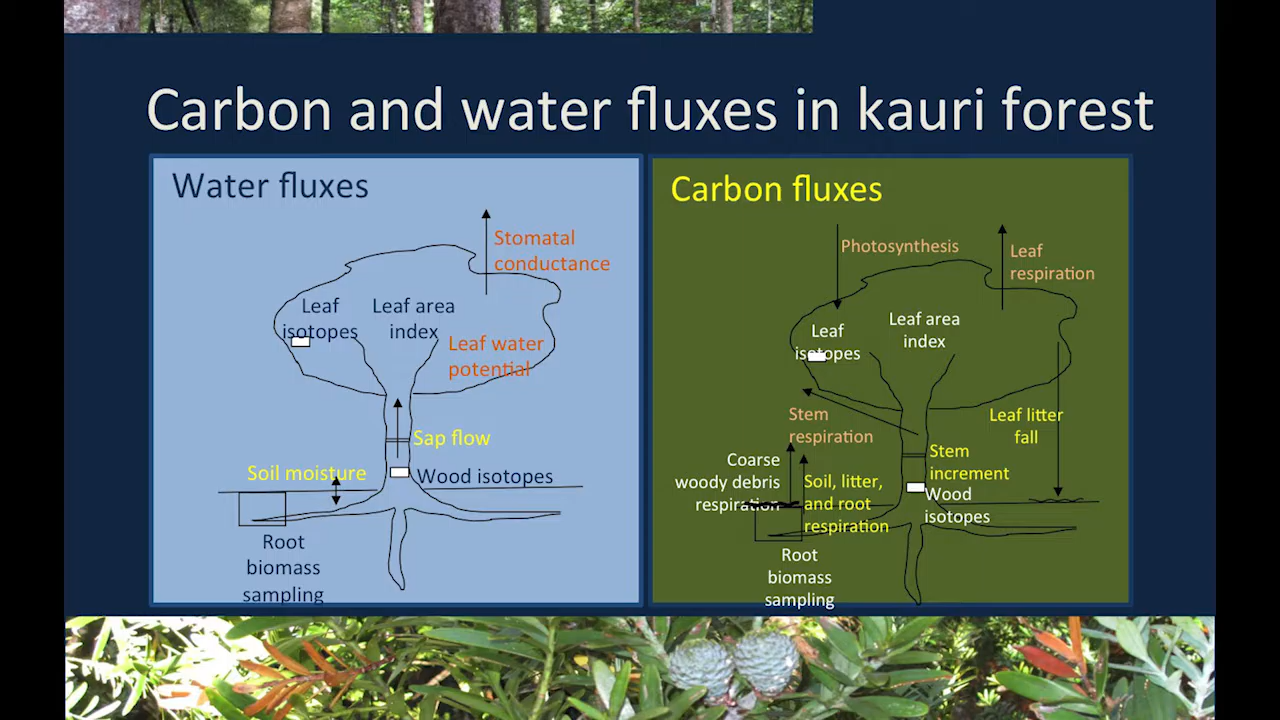 Carbon and water fluxes in kauri forest
Water fluxes
Stomatal
conductance
Leaf
isotopes
Leaf area
index
Leaf water
potential
Sap flow
Soil moisture
Wood isotopes
Root
biomass
sampling
Carbon fluxes
Photosynthesis
Leaf
respiration
Leaf
isotopes
Leaf area
index
Stem
respiration
Leaf litter
fall
Coarse
woody debris
respiration
Soil, litter,
and root
respiration
Stem
increment
Wood
isotopes
Root
biomass
sampling